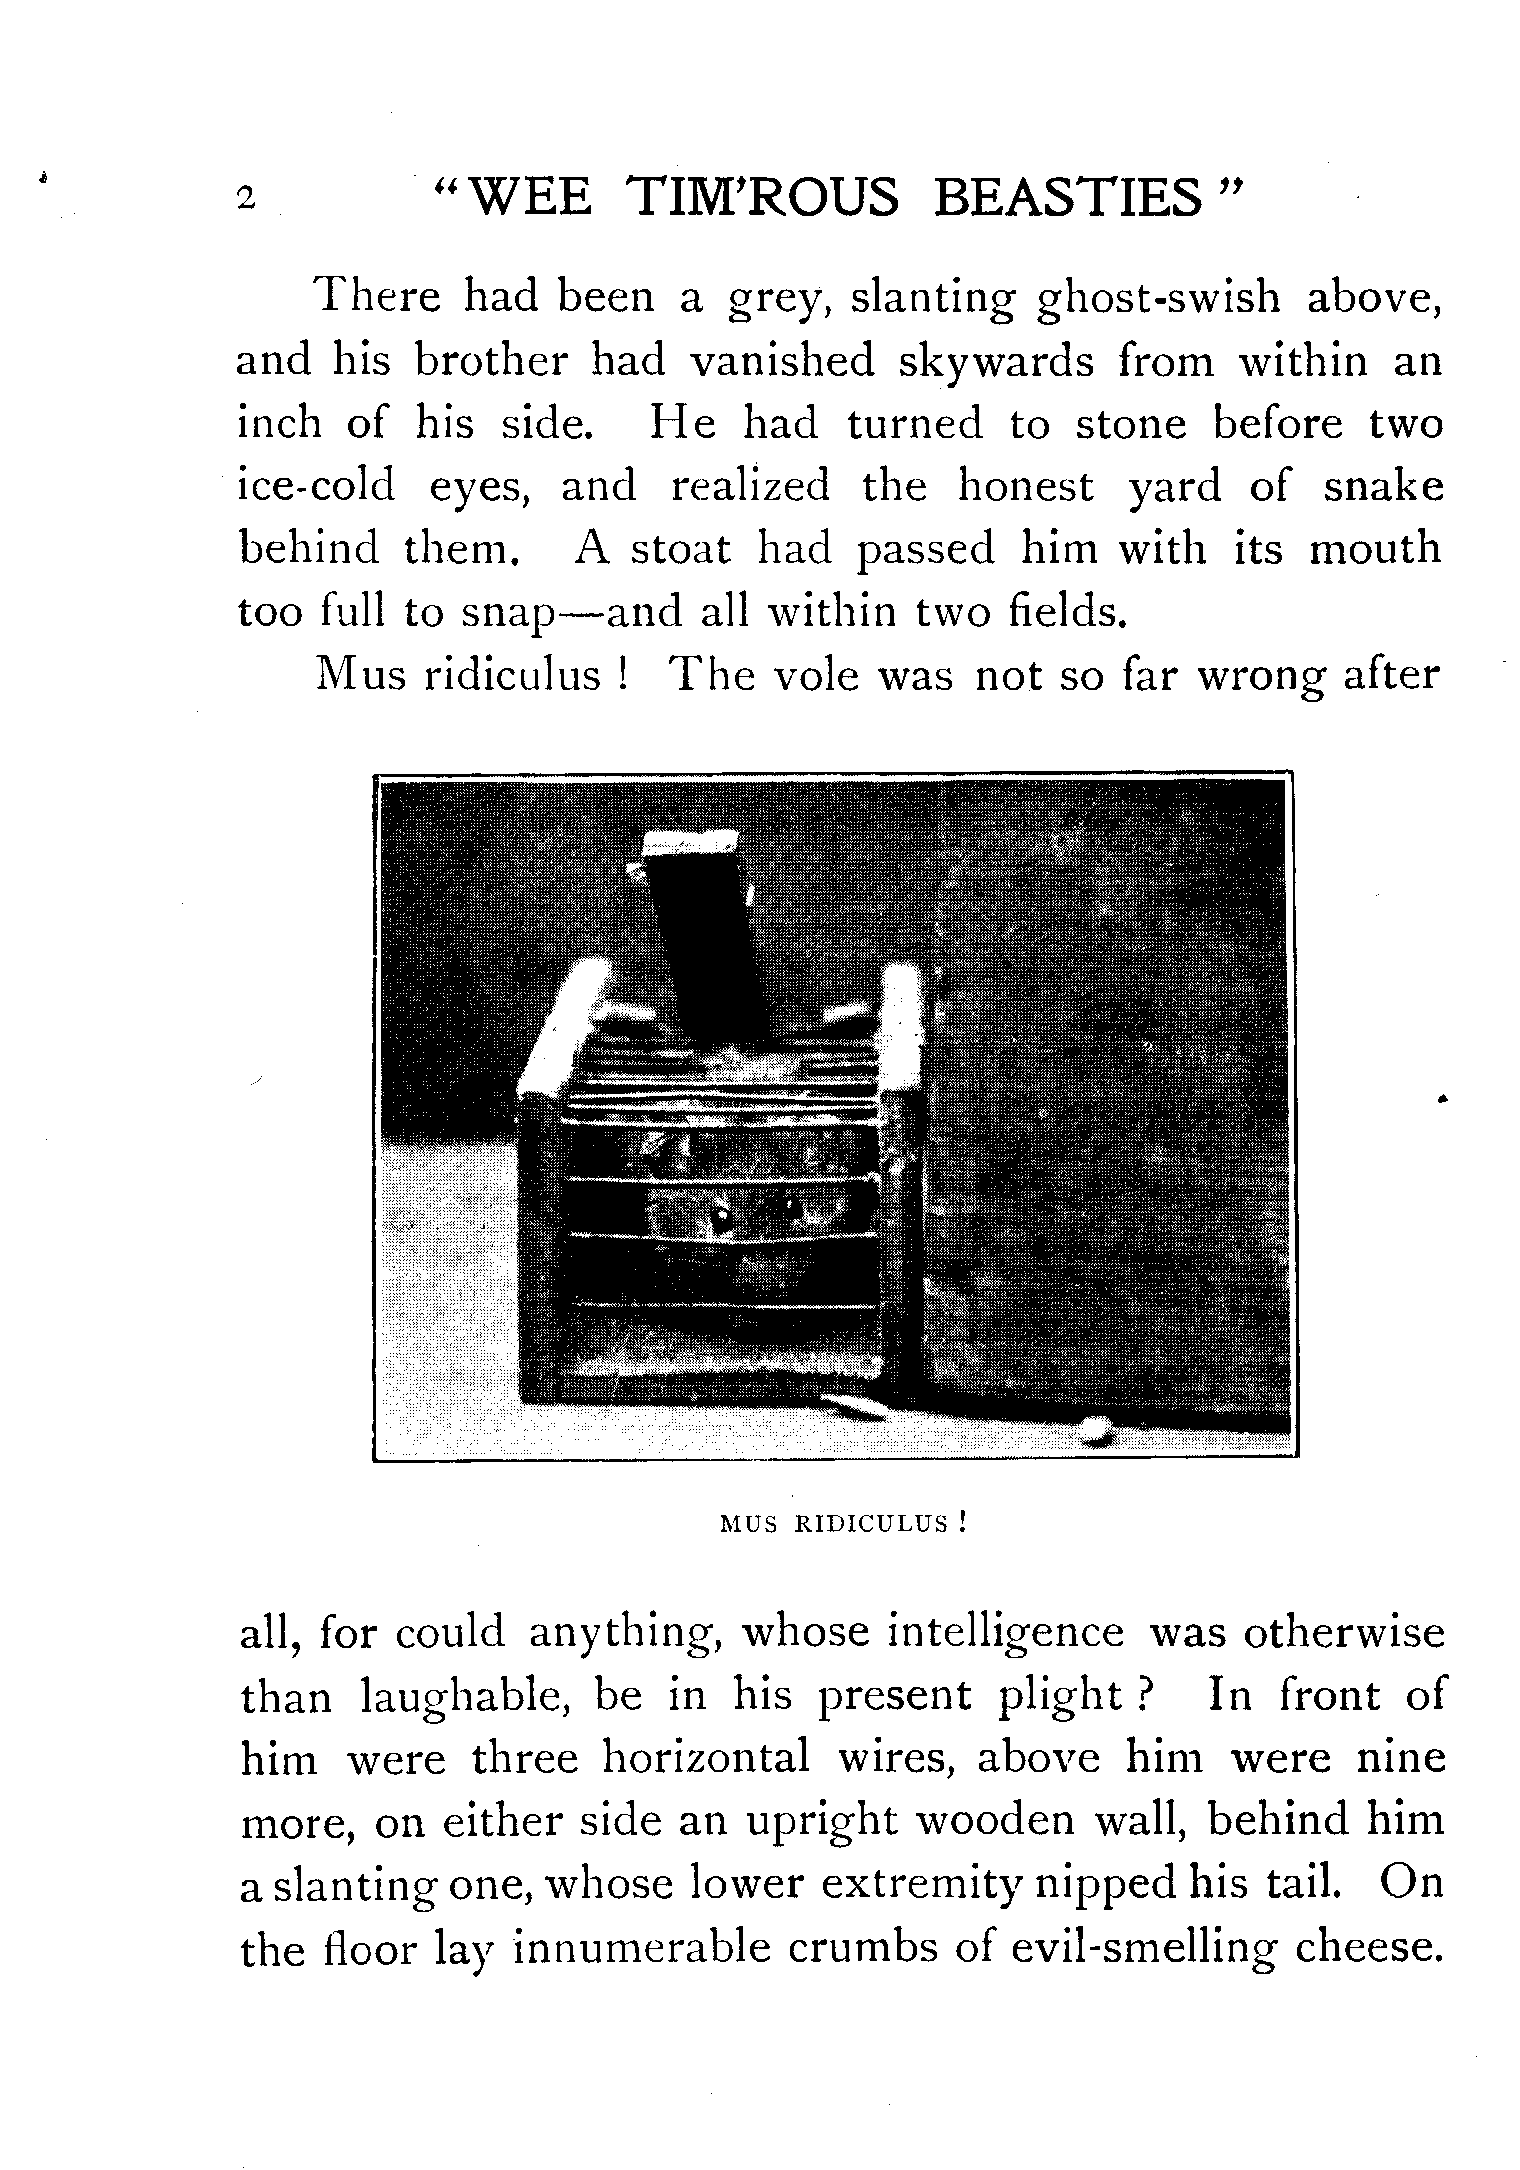 2 "WEE TIM'ROUS BEASTIES"
There had been a grey, slanting ghost-swish above,
and his brother had vanished skywards from within an
inch of his side. He had turned to stone before two
ice-cold eyes, and realized the honest yard of snake
behind them. A stoat had passed him with its mouth
too full to snap—and all within two fields.
Mus ridiculus ! The vole was not so far wrong after
MUS RIDICULUS !
all, for could anything, whose intelligence was otherwise
than laughable, be in his present plight ? In front of
him were three horizontal wires, above him were nine
more, on either side an upright wooden wall, behind him
a slanting one, whose lower extremity nipped his tail. On
the floor lay innumerable crumbs of evil-smelling cheese.